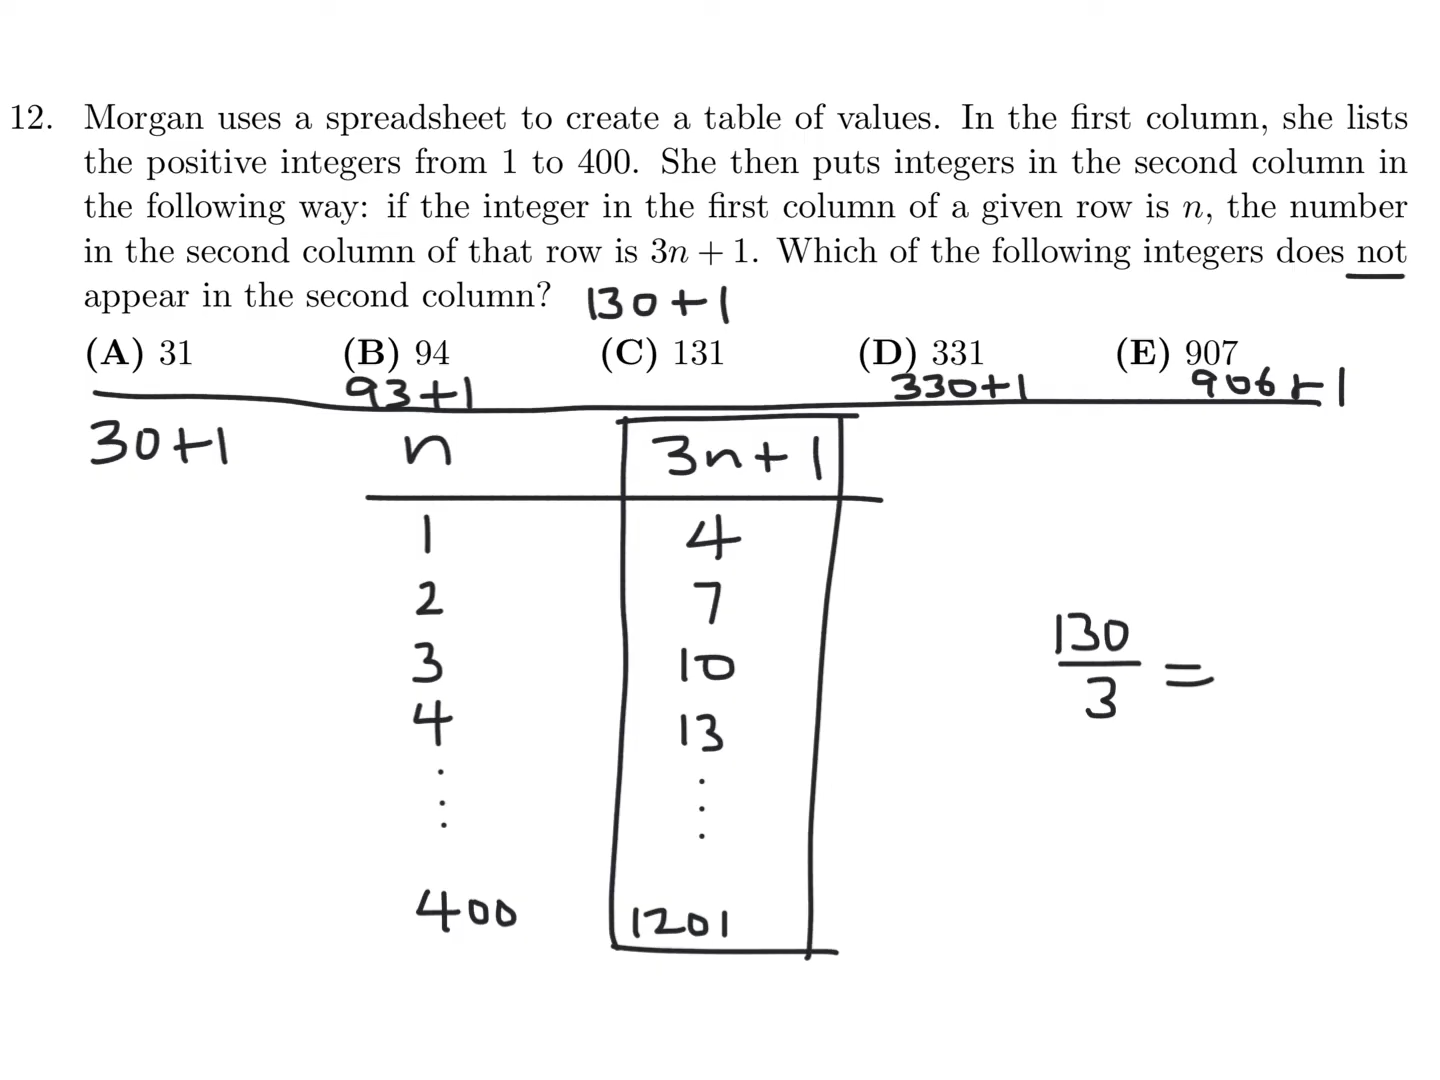 12. Morgan uses a spreadsheet to create a table of values. In the first column, she lists
the positive integers from 1 to 400. She then puts integers in the second column in
the following way: if the integer in the first column of a given row is n, the number
in the second column of that row is 3n + 1. Which of the following integers does not
appear in the second column? 130+1
(A) 31 (B) 94 (C) 131 (D) 331 (E) 907
93+1 330+1 906+1
30+1 n 3n+1
1 4
2 7
3 10
4 13
. .
. .
. .
400 1201
130
3 =